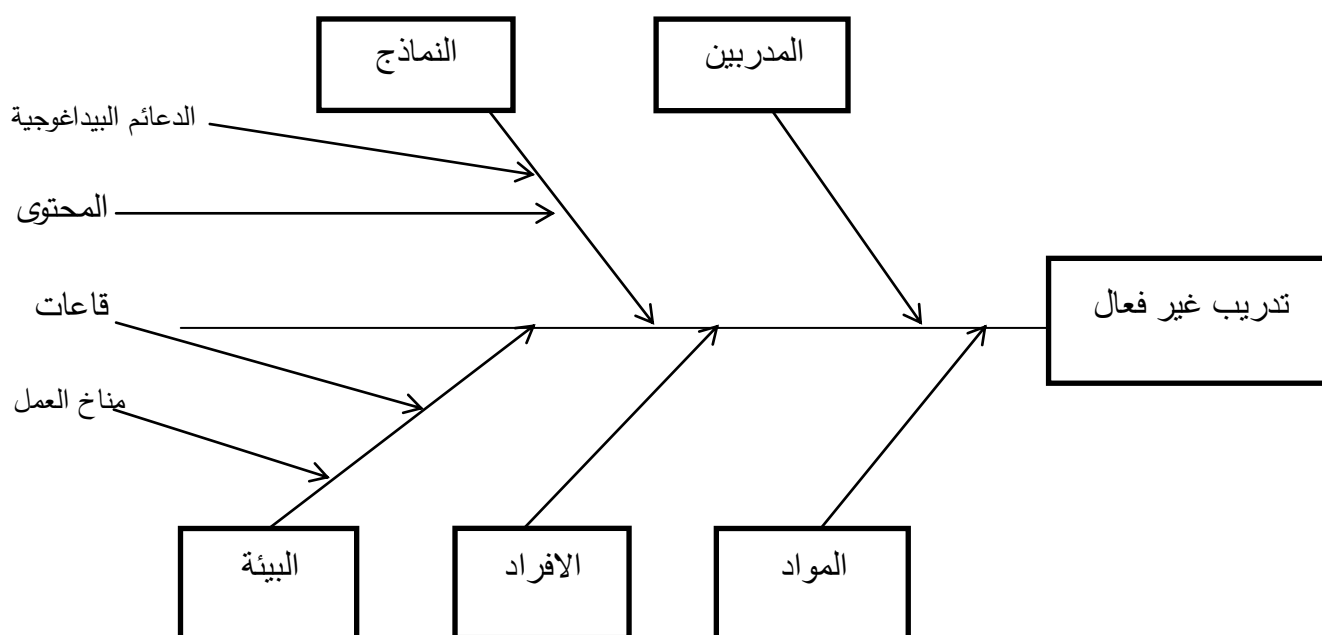 المدربين
النماذج
الدعائم البيداغوجية
المحتوى
تدريب غير فعال
قاعات
مناخ العمل
المواد
الافراد
البيئة